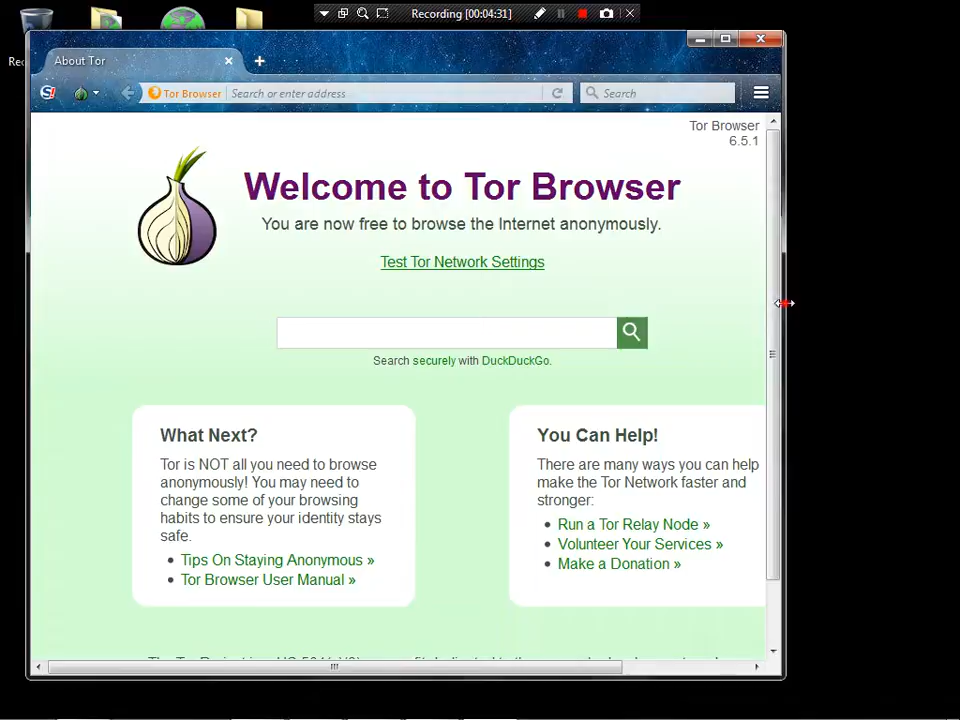 Recording [00:04:31]
Rec
About Tor
S!
Tor Browser
Search or enter address
Search
Tor Browser
6.5.1
Welcome to Tor Browser
You are now free to browse the Internet anonymously.
Test Tor Network Settings
Search securely with DuckDuckGo.
What Next?
Tor is NOT all you need to browse
anonymously! You may need to
change some of your browsing
habits to ensure your identity stays
safe.
Tips On Staying Anonymous »
Tor Browser User Manual »
You Can Help!
There are many ways you can help
make the Tor Network faster and
stronger:
Run a Tor Relay Node »
Volunteer Your Services »
Make a Donation »